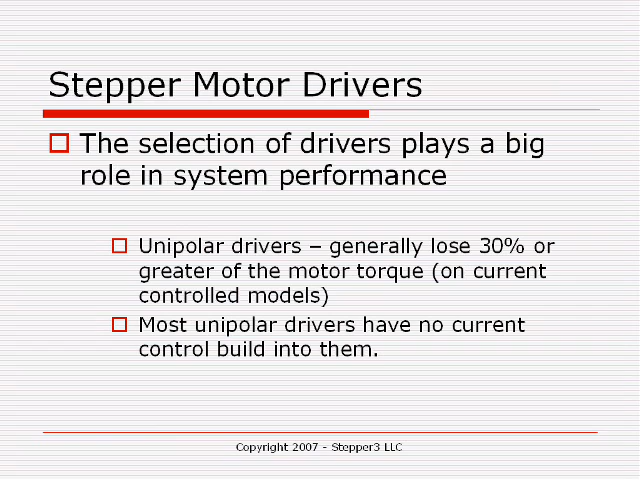 Stepper Motor Drivers
The selection of drivers plays a big
role in system performance
Unipolar drivers – generally lose 30% or
greater of the motor torque (on current
controlled models)
Most unipolar drivers have no current
control build into them.
Copyright 2007 - Stepper3 LLC